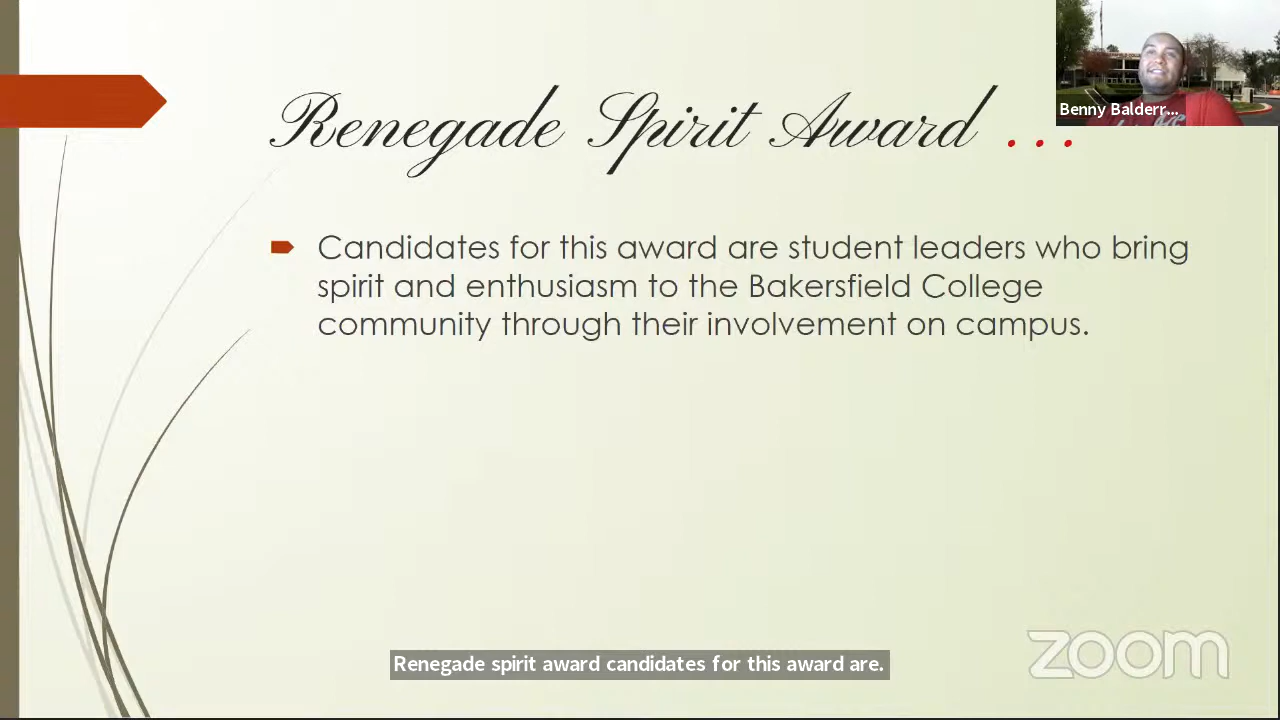 Renegade Spirit Award ...
Benny Balderr...
Candidates for this award are student leaders who bring
spirit and enthusiasm to the Bakersfield College
community through their involvement on campus.
Renegade spirit award candidates for this award are.
zoom